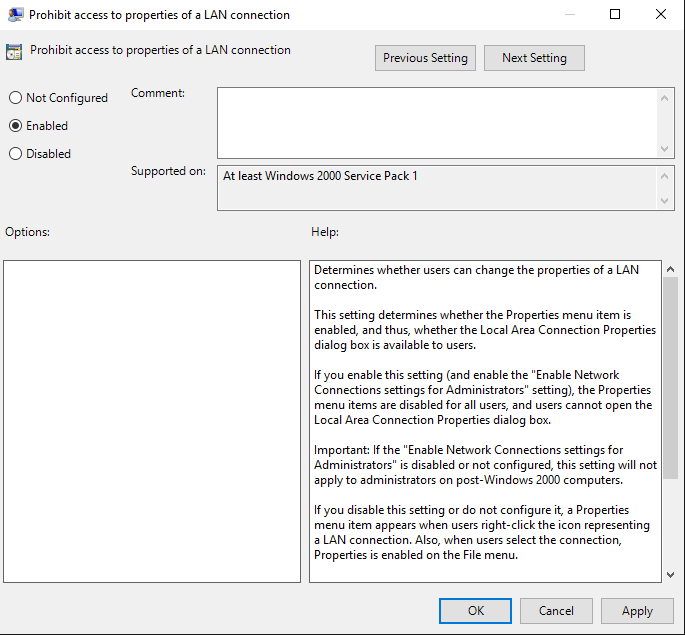 Prohibit access to properties of a LAN connection
Prohibit access to properties of a LAN connection
Previous Setting
Next Setting
Not Configured
Comment:
Enabled
Disabled
Supported on:
At least Windows 2000 Service Pack 1
Options:
Help:
Determines whether users can change the properties of a LAN
connection.
This setting determines whether the Properties menu item is
enabled, and thus, whether the Local Area Connection Properties
dialog box is available to users.
If you enable this setting (and enable the "Enable Network
Connections settings for Administrators" setting), the Properties
menu items are disabled for all users, and users cannot open the
Local Area Connection Properties dialog box.
Important: If the "Enable Network Connections settings for
Administrators" is disabled or not configured, this setting will not
apply to administrators on post-Windows 2000 computers.
If you disable this setting or do not configure it, a Properties
menu item appears when users right-click the icon representing
a LAN connection. Also, when users select the connection,
Properties is enabled on the File menu.
OK
Cancel
Apply